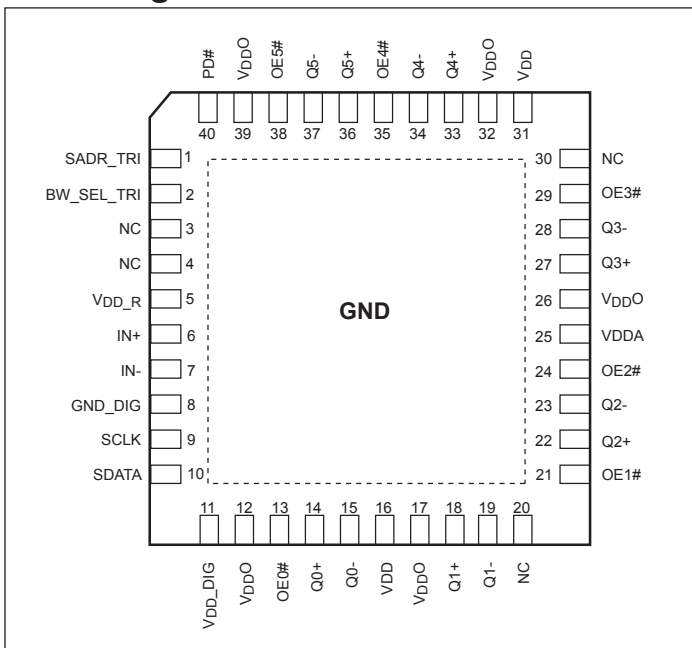 PD#
VDDO
OE5#
Q5-
Q5+
OE4#
Q4-
Q4+
VDDO
VDD
40 39 38 37 36 35 34 33 32 31
SADR_TRI 1
BW_SEL_TRI 2
NC 3
NC 4
VDD_R 5
IN+ 6
IN- 7
GND_DIG 8
SCLK 9
SDATA 10
GND
30 NC
29 OE3#
28 Q3-
27 Q3+
26 VDDO
25 VDDA
24 OE2#
23 Q2-
22 Q2+
21 OE1#
11 12 13 14 15 16 17 18 19 20
VDD_DIG
VDDO
OE0#
Q0+
Q0-
VDD
VDDO
Q1+
Q1-
NC